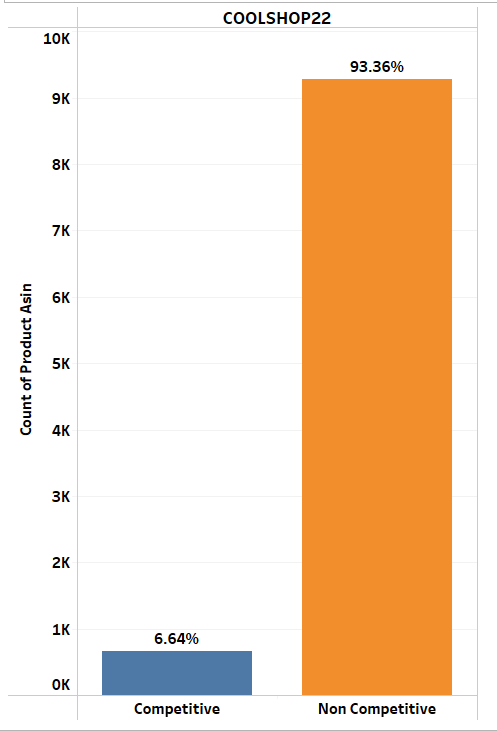 COOLSHOP22
10K
9K
8K
7K
6K
5K
4K
3K
2K
1K
0K
Count of Product Asin
93.36%
6.64%
Competitive
Non Competitive